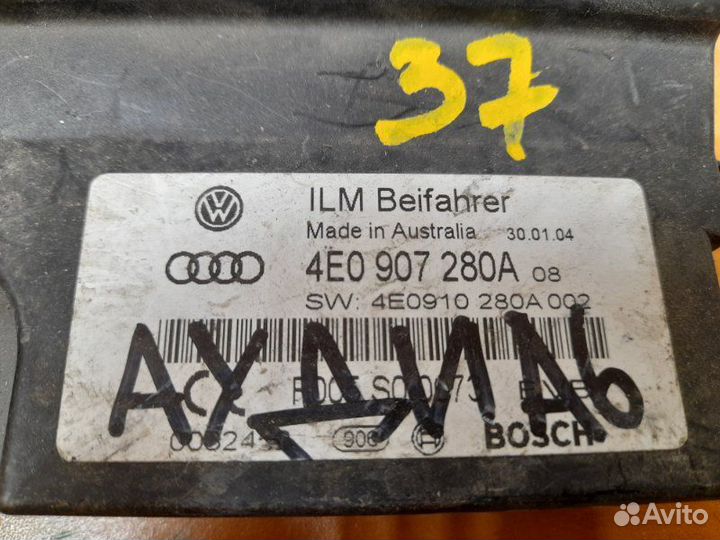 37
ILM Beifahrer
Made in Australia 30.01.04
4E0 907 280A 08
SW: 4E0910 280A 002
АУДИ А6
BOSCH
Avito